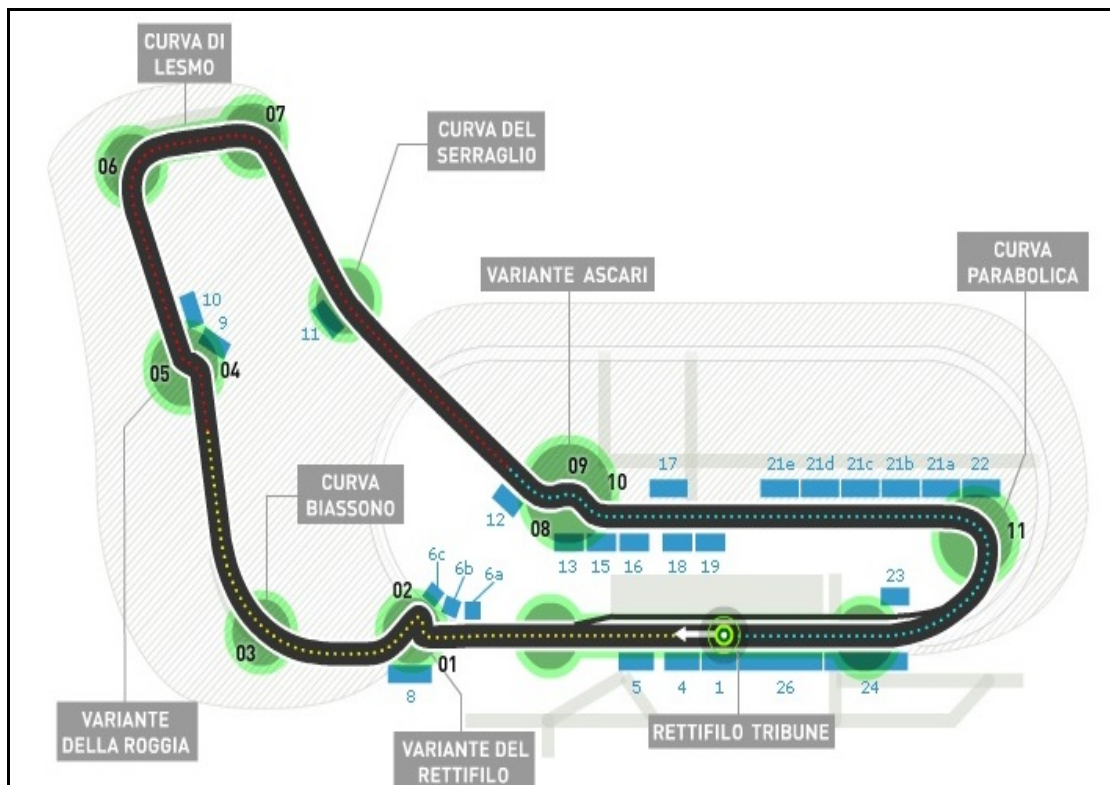 CURVA DI
LESMO
07
CURVA DEL
SERRAGLIO
06
VARIANTE ASCARI
CURVA
PARABOLICA
10
9
11
05
04
09
10
17
21e
21d
21c
21b
21a
22
CURVA
BIASSONO
12
08
11
13
15
16
18
19
6c
6b
6a
02
23
03
01
8
5
4
1
26
24
VARIANTE
DELLA ROGGIA
VARIANTE DEL
RETTIFILO
RETTIFILO TRIBUNE